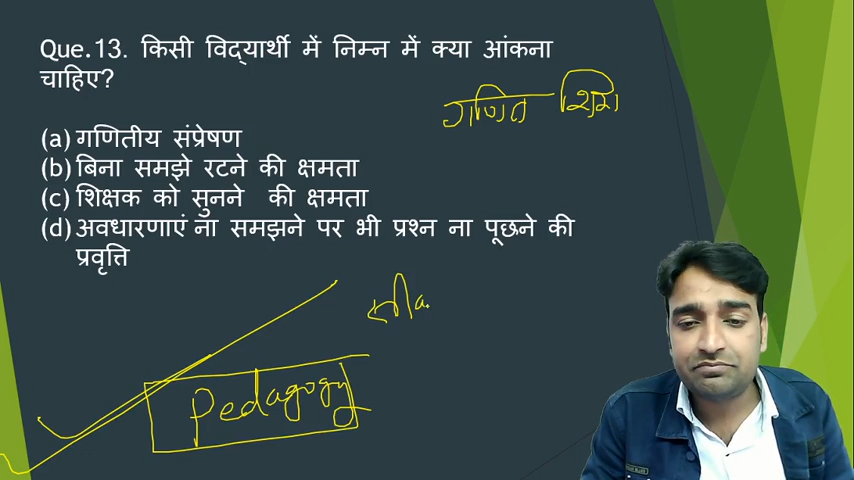 Que.13. किसी विद्यार्थी में निम्न में क्या आंकना
चाहिए?
गणित
(a) गणितीय संप्रेषण
(b) बिना समझे रटने की क्षमता
(c) शिक्षक को सुनने की क्षमता
(d) अवधारणाएं ना समझने पर भी प्रश्न ना पूछने की
प्रवृत्ति
Pedagogy